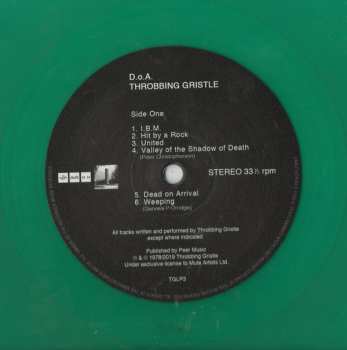 D.o.A.
THROBBING GRISTLE
Side One
1. I.B.M.
2. Hit by a Rock
3. United
4. Valley of the Shadow of Death
(Peter Christopherson)
STEREO 33 ⅓ rpm
5. Dead on Arrival
6. Weeping
(Genesis P-Orridge)
All tracks written and performed by Throbbing Gristle
except where indicated.
Published by Peer Music
℗ & © 1978/2019 Throbbing Gristle
Under exclusive license to Mute Artists Ltd.
TGLP3